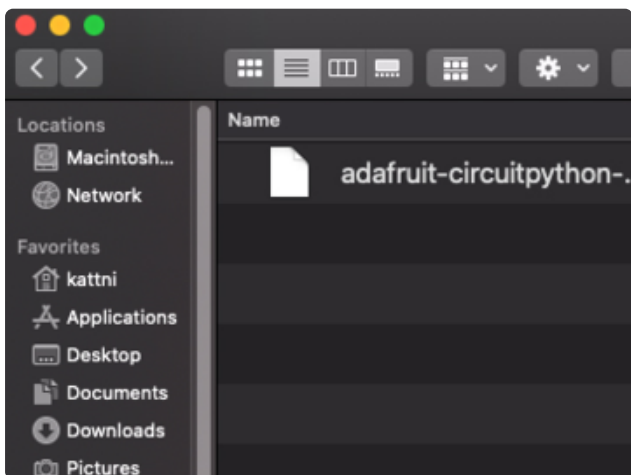 Locations
Macintosh...
Network
Favorites
kattni
Applications
Desktop
Documents
Downloads
Pictures
Name
adafruit-circuitpython-.